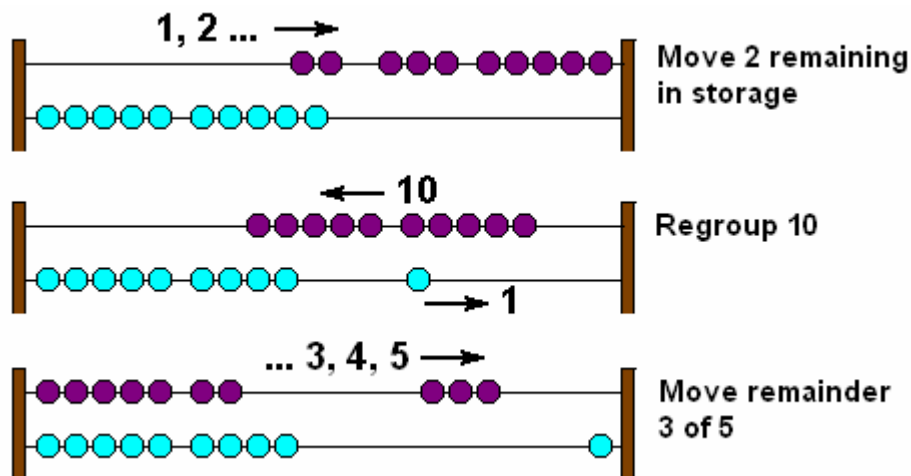 1, 2 ...
Move 2 remaining
in storage
10
Regroup 10
1
... 3, 4, 5
Move remainder
3 of 5